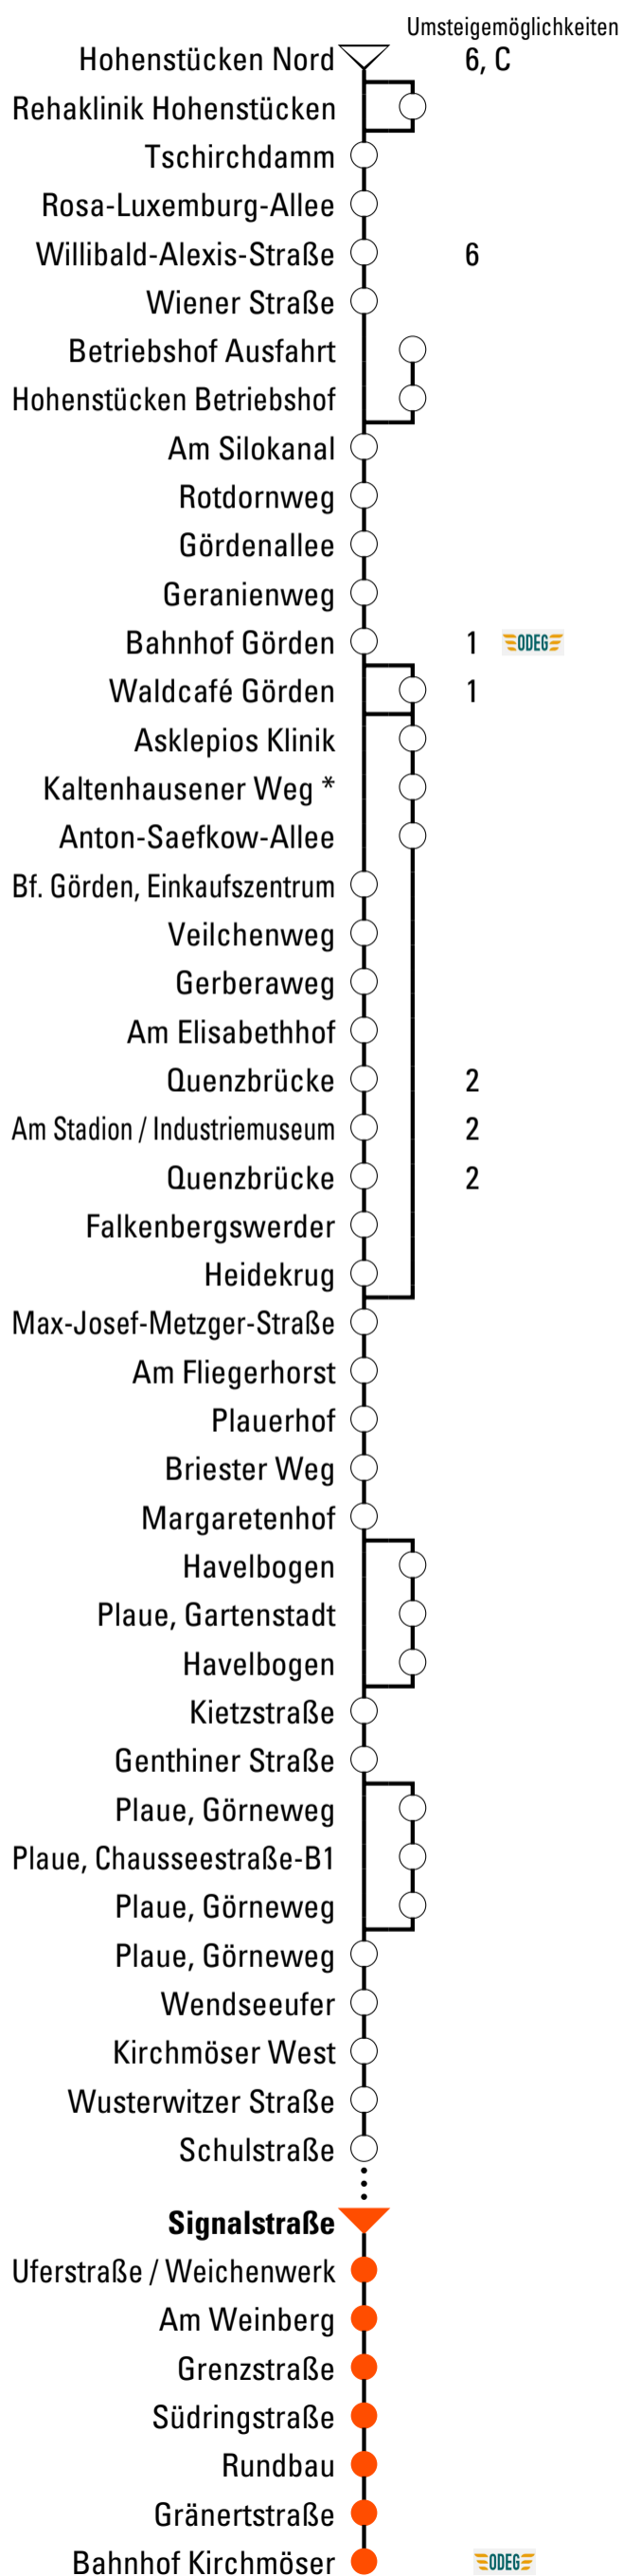 Umsteigemöglichkeiten
Hohenstücken Nord 6, C
Rehaklinik Hohenstücken
Tschirchdamm
Rosa-Luxemburg-Allee
Willibald-Alexis-Straße 6
Wiener Straße
Betriebshof Ausfahrt
Hohenstücken Betriebshof
Am Silokanal
Rotdornweg
Gördenallee
Geranienweg
Bahnhof Görden 1 ODEG
Waldcafé Görden 1
Asklepios Klinik
Kaltenhausener Weg *
Anton-Saefkow-Allee
Bf. Görden, Einkaufszentrum
Veilchenweg
Gerberaweg
Am Elisabethhof
Quenzbrücke 2
Am Stadion / Industriemuseum 2
Quenzbrücke 2
Falkenbergswerder
Heidekrug
Max-Josef-Metzger-Straße
Am Fliegerhorst
Plauerhof
Briester Weg
Margaretenhof
Havelbogen
Plaue, Gartenstadt
Havelbogen
Kietzstraße
Genthiner Straße
Plaue, Görneweg
Plaue, Chausseestraße-B1
Plaue, Görneweg
Plaue, Görneweg
Wendseeufer
Kirchmöser West
Wusterwitzer Straße
Schulstraße
Signalstraße
Uferstraße / Weichenwerk
Am Weinberg
Grenzstraße
Südringstraße
Rundbau
Gränertstraße
Bahnhof Kirchmöser ODEG